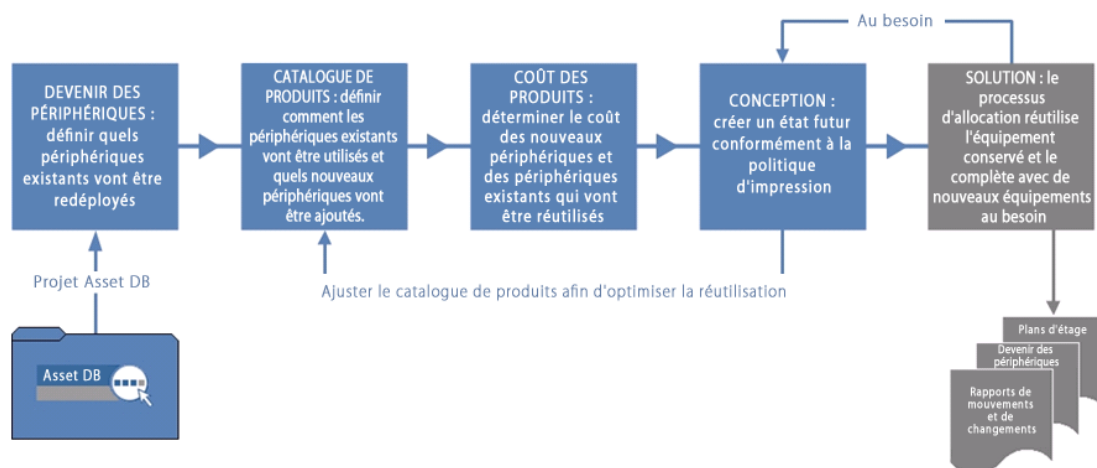 Au besoin
DEVENIR DES
PÉRIPHÉRIQUES :
définir quels
périphériques
existants vont être
redéployés
CATALOGUE DE
PRODUITS : définir
comment les
périphériques existants
vont être utilisés et
quels nouveaux
périphériques vont
être ajoutés.
COÛT DES
PRODUITS :
déterminer le coût
des nouveaux
périphériques et
des périphériques
existants qui vont
être réutilisés
CONCEPTION :
créer un état futur
conformément à la
politique
d'impression
SOLUTION : le
processus
d'allocation réutilise
l'équipement
conservé et le
complète avec de
nouveaux équipements
au besoin
Projet Asset DB
Ajuster le catalogue de produits afin d'optimiser la réutilisation
Asset DB
Plans d'étage
Devenir des
périphériques
Rapports de
mouvements
et de
changements